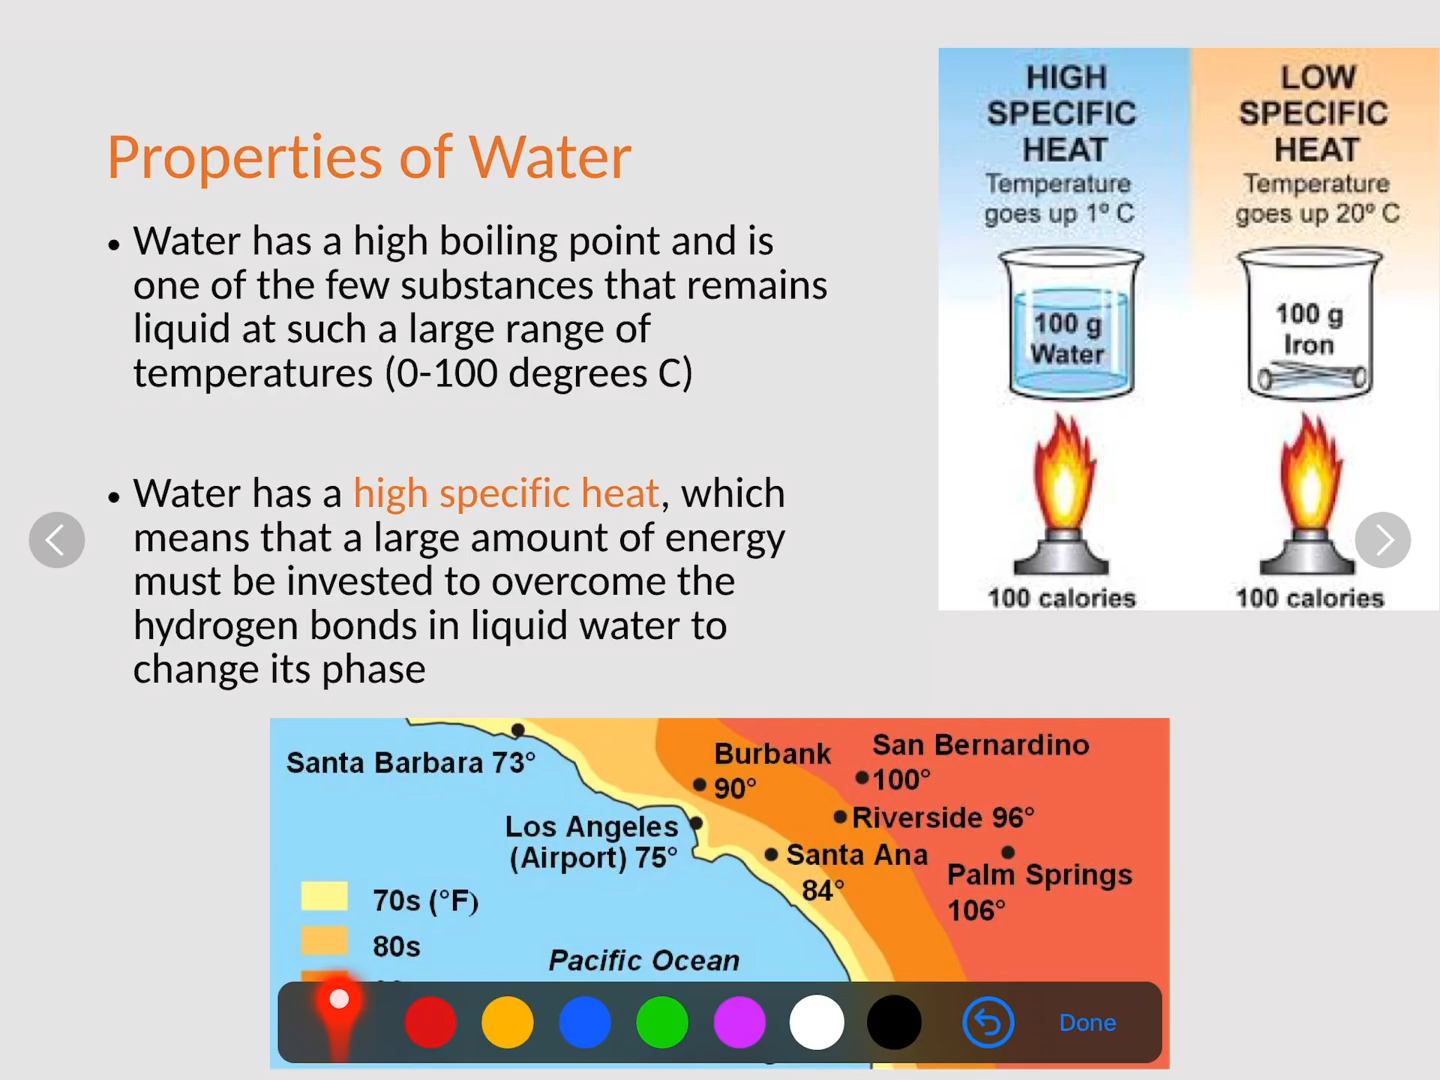 Properties of Water
• Water has a high boiling point and is
one of the few substances that remains
liquid at such a large range of
temperatures (0-100 degrees C)
• Water has a high specific heat, which
means that a large amount of energy
must be invested to overcome the
hydrogen bonds in liquid water to
change its phase
HIGH
SPECIFIC
HEAT
Temperature
goes up 1º C
100 g
Water
100 calories
LOW
SPECIFIC
HEAT
Temperature
goes up 20º C
100 g
Iron
100 calories
Santa Barbara 73°
Burbank
90°
San Bernardino
100°
Riverside 96°
Los Angeles
(Airport) 75°
Santa Ana
84°
Palm Springs
106°
70s (°F)
80s
Pacific Ocean
Done